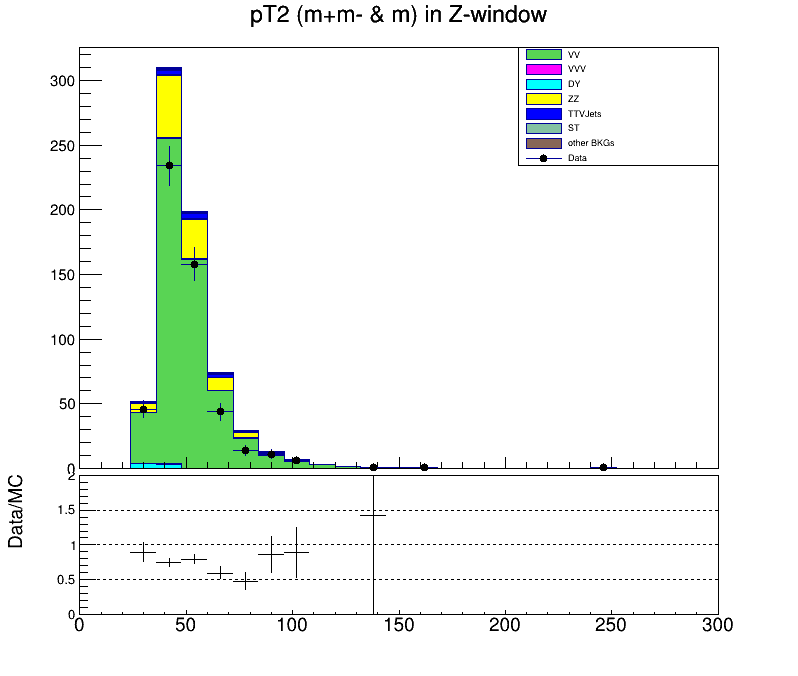 pT2 (m+m- & m) in Z-window
VV
VVV
DY
ZZ
TTVJets
ST
other BKGs
Data
300
250
200
150
100
50
0
Data/MC
2
1.5
1
0.5
0
0 50 100 150 200 250 300